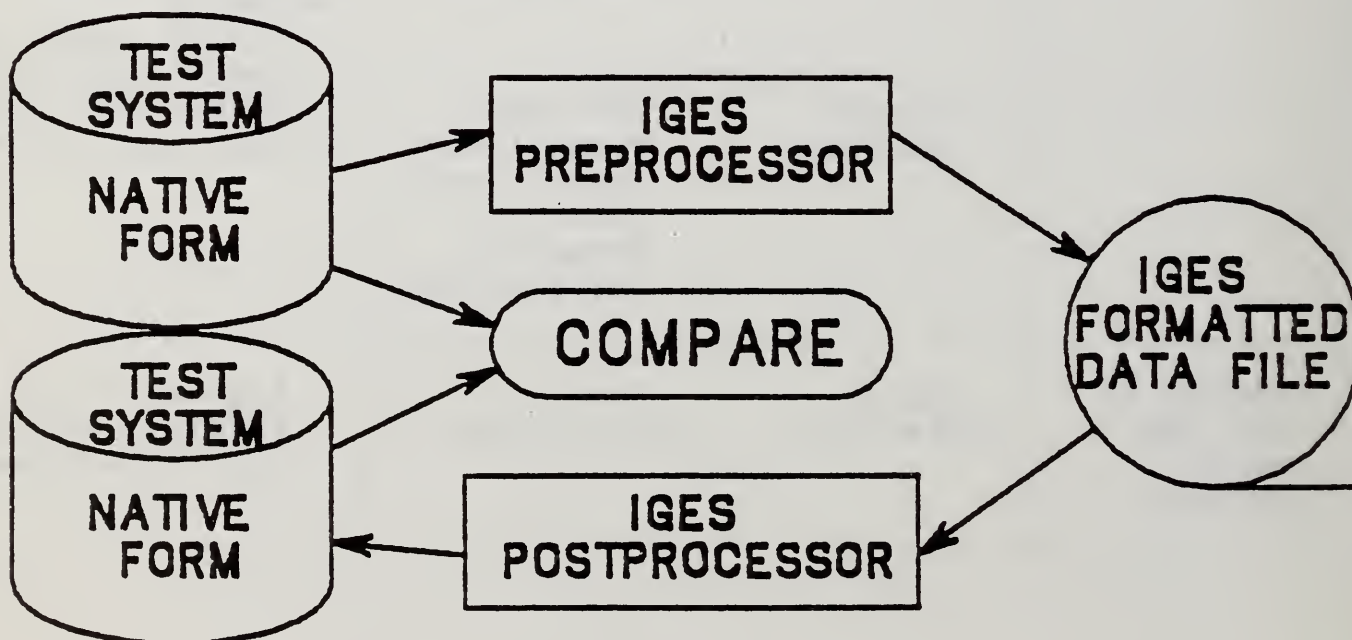 TEST
SYSTEM
NATIVE
FORM
IGES
PREPROCESSOR
COMPARE
IGES
FORMATTED
DATA FILE
TEST
SYSTEM
NATIVE
FORM
IGES
POSTPROCESSOR